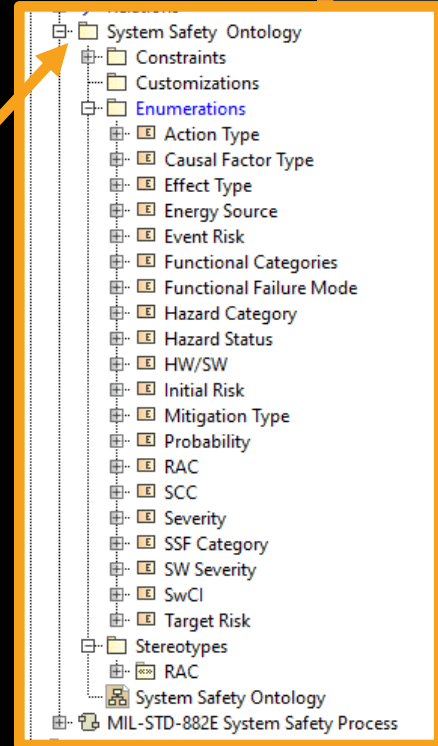 System Safety Ontology
Constraints
Customizations
Enumerations
E Action Type
E Causal Factor Type
E Effect Type
E Energy Source
E Event Risk
E Functional Categories
E Functional Failure Mode
E Hazard Category
E Hazard Status
E HW/SW
E Initial Risk
E Mitigation Type
E Probability
E RAC
E SCC
E Severity
E SSF Category
E SW Severity
E SwCI
E Target Risk
Stereotypes
«» RAC
System Safety Ontology
MIL-STD-882E System Safety Process